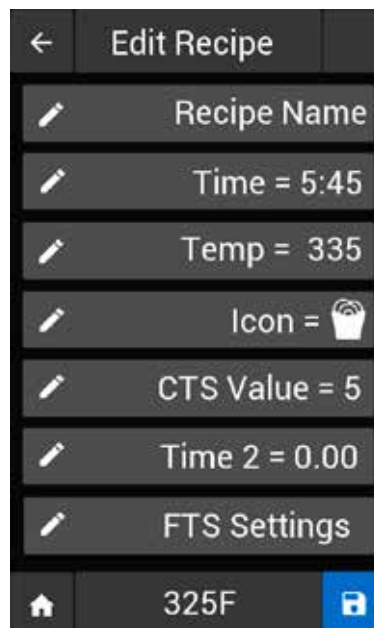 Edit Recipe
Recipe Name
Time = 5:45
Temp = 335
Icon =
CTS Value = 5
Time 2 = 0.00
FTS Settings
325F